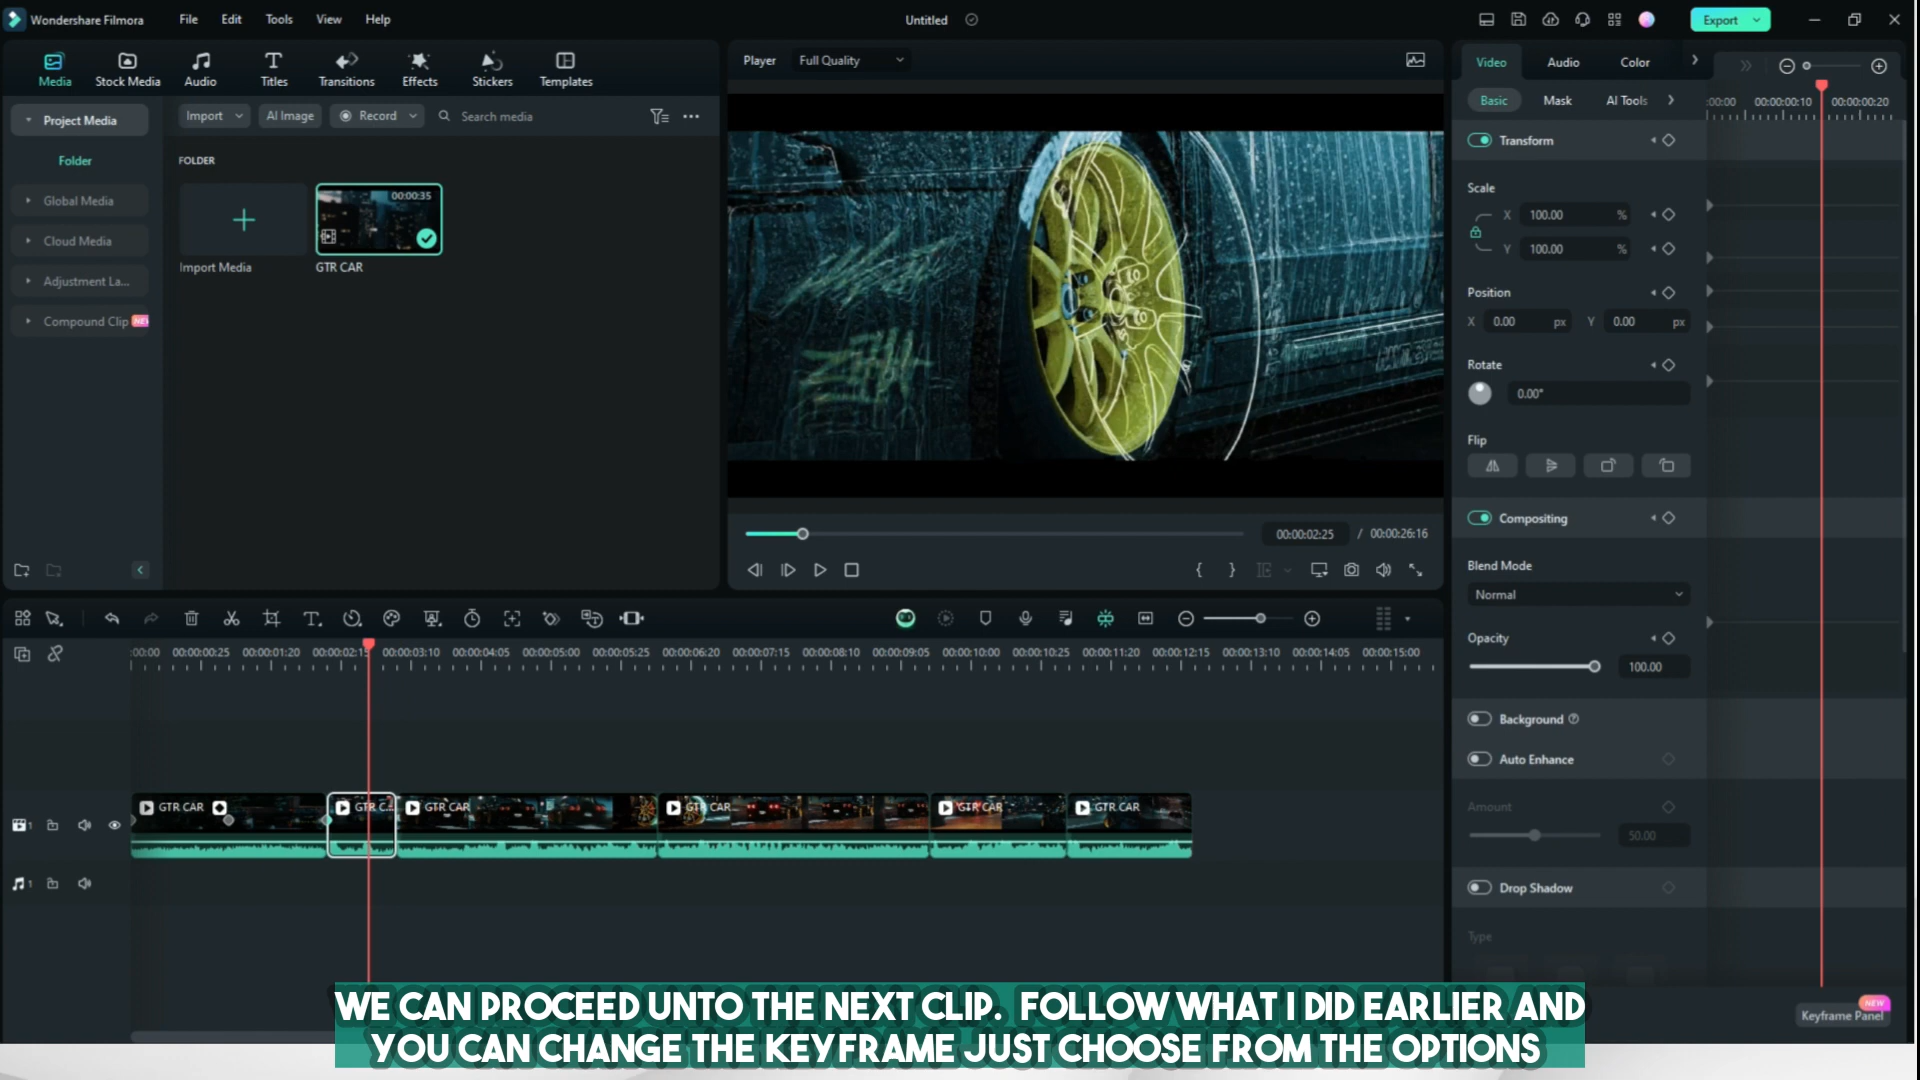 Wondershare Filmora File Edit Tools View Help Untitled Export
Media Stock Media Audio Titles Transitions Effects Stickers Templates
Player Full Quality
Video Audio Color
Project Media
Import AI Image Record Search media
Basic Mask AI Tools
:00:00 00:00:00:10 00:00:00:20
Folder
FOLDER
Transform
Global Media
00:00:35
Scale
X 100.00 %
Cloud Media
Y 100.00 %
Import Media GTR CAR
Adjustment La...
Position
Compound Clip NEW
X 0.00 px Y 0.00 px
Rotate
0.00°
Flip
Compositing
00:00:02:25 / 00:00:26:16
Blend Mode
Normal
Opacity
100.00
:00:00 00:00:00:25 00:00:01:20 00:00:02:15 00:00:03:10 00:00:04:05 00:00:05:00 00:00:05:25 00:00:06:20 00:00:07:15 00:00:08:10 00:00:09:05 00:00:10:00 00:00:10:25 00:00:11:20 00:00:12:15 00:00:13:10 00:00:14:05 00:00:15:00
Background
Auto Enhance
GTR CAR GTR C... GTR CAR GTR CAR GTR CAR GTR CAR
Amount
1
50.00
1
Drop Shadow
Type
NEW
Keyframe Panel
WE CAN PROCEED UNTO THE NEXT CLIP. FOLLOW WHAT I DID EARLIER AND
YOU CAN CHANGE THE KEYFRAME JUST CHOOSE FROM THE OPTIONS